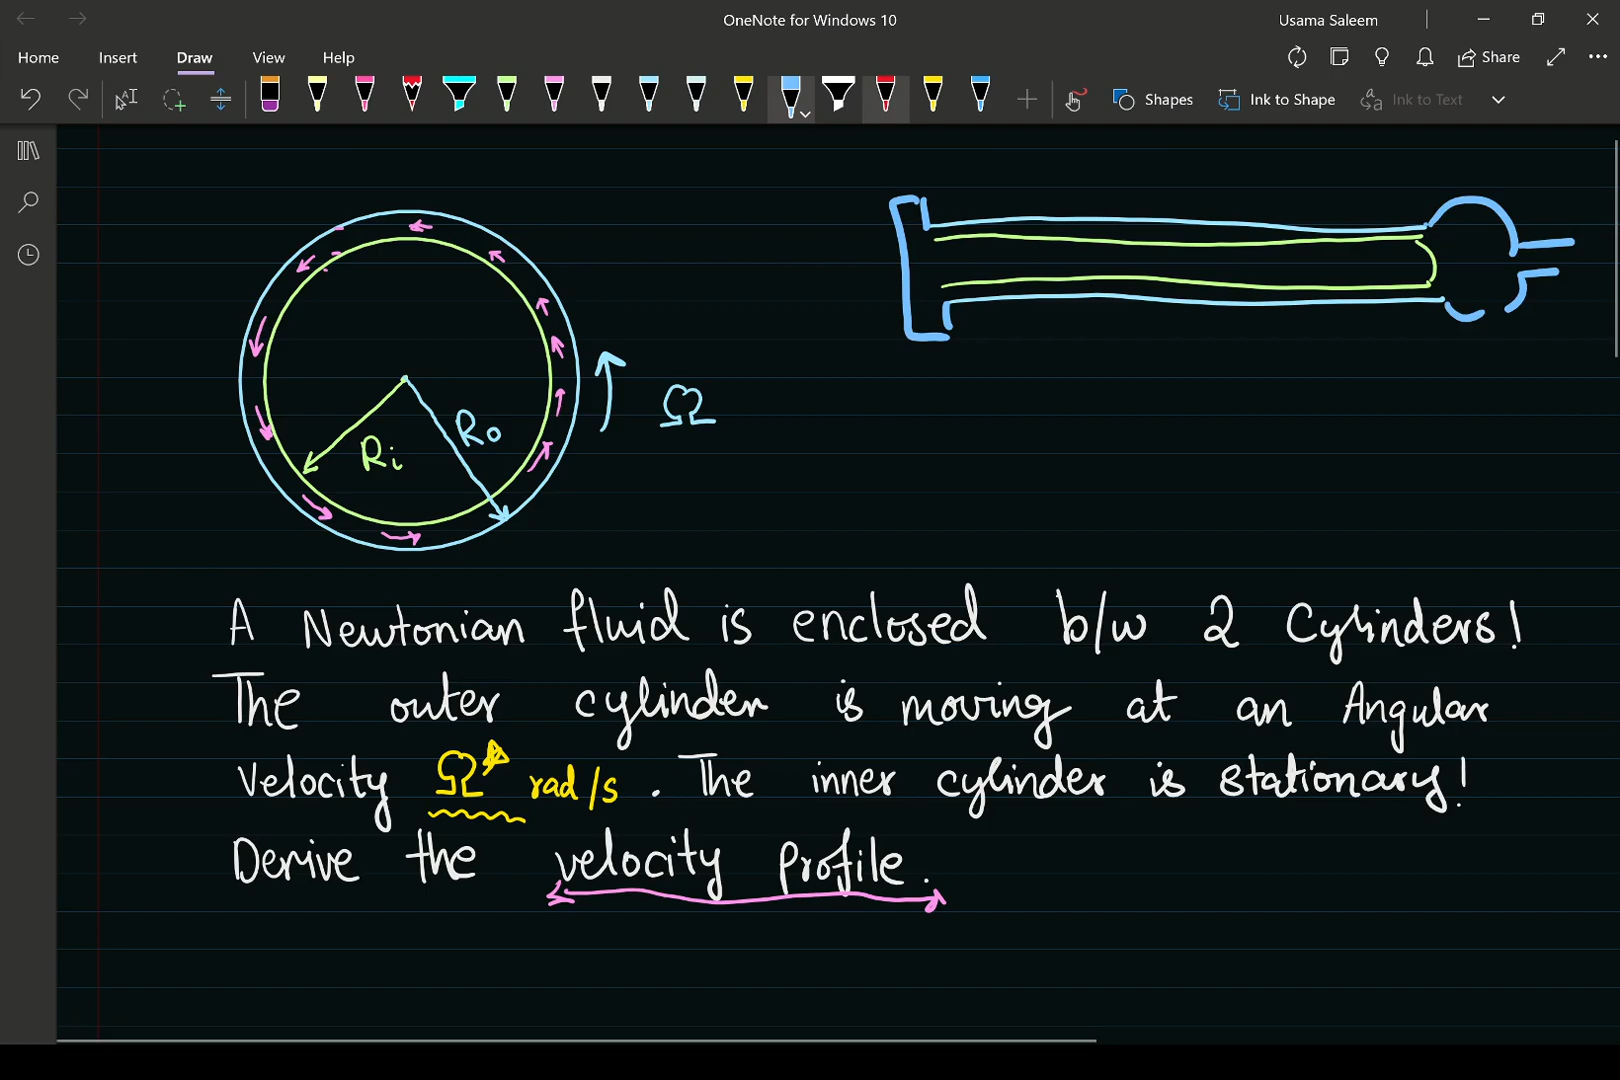 OneNote for Windows 10
Usama Saleem
Home Insert Draw View Help
Share
Shapes Ink to Shape Ink to Text
Ri
Ro
Ω
A Newtonian fluid is enclosed b/w 2 Cylinders!
The outer cylinder is moving at an Angular
Velocity Ω rad/s. The inner cylinder is stationary!
Derive the velocity Profile.